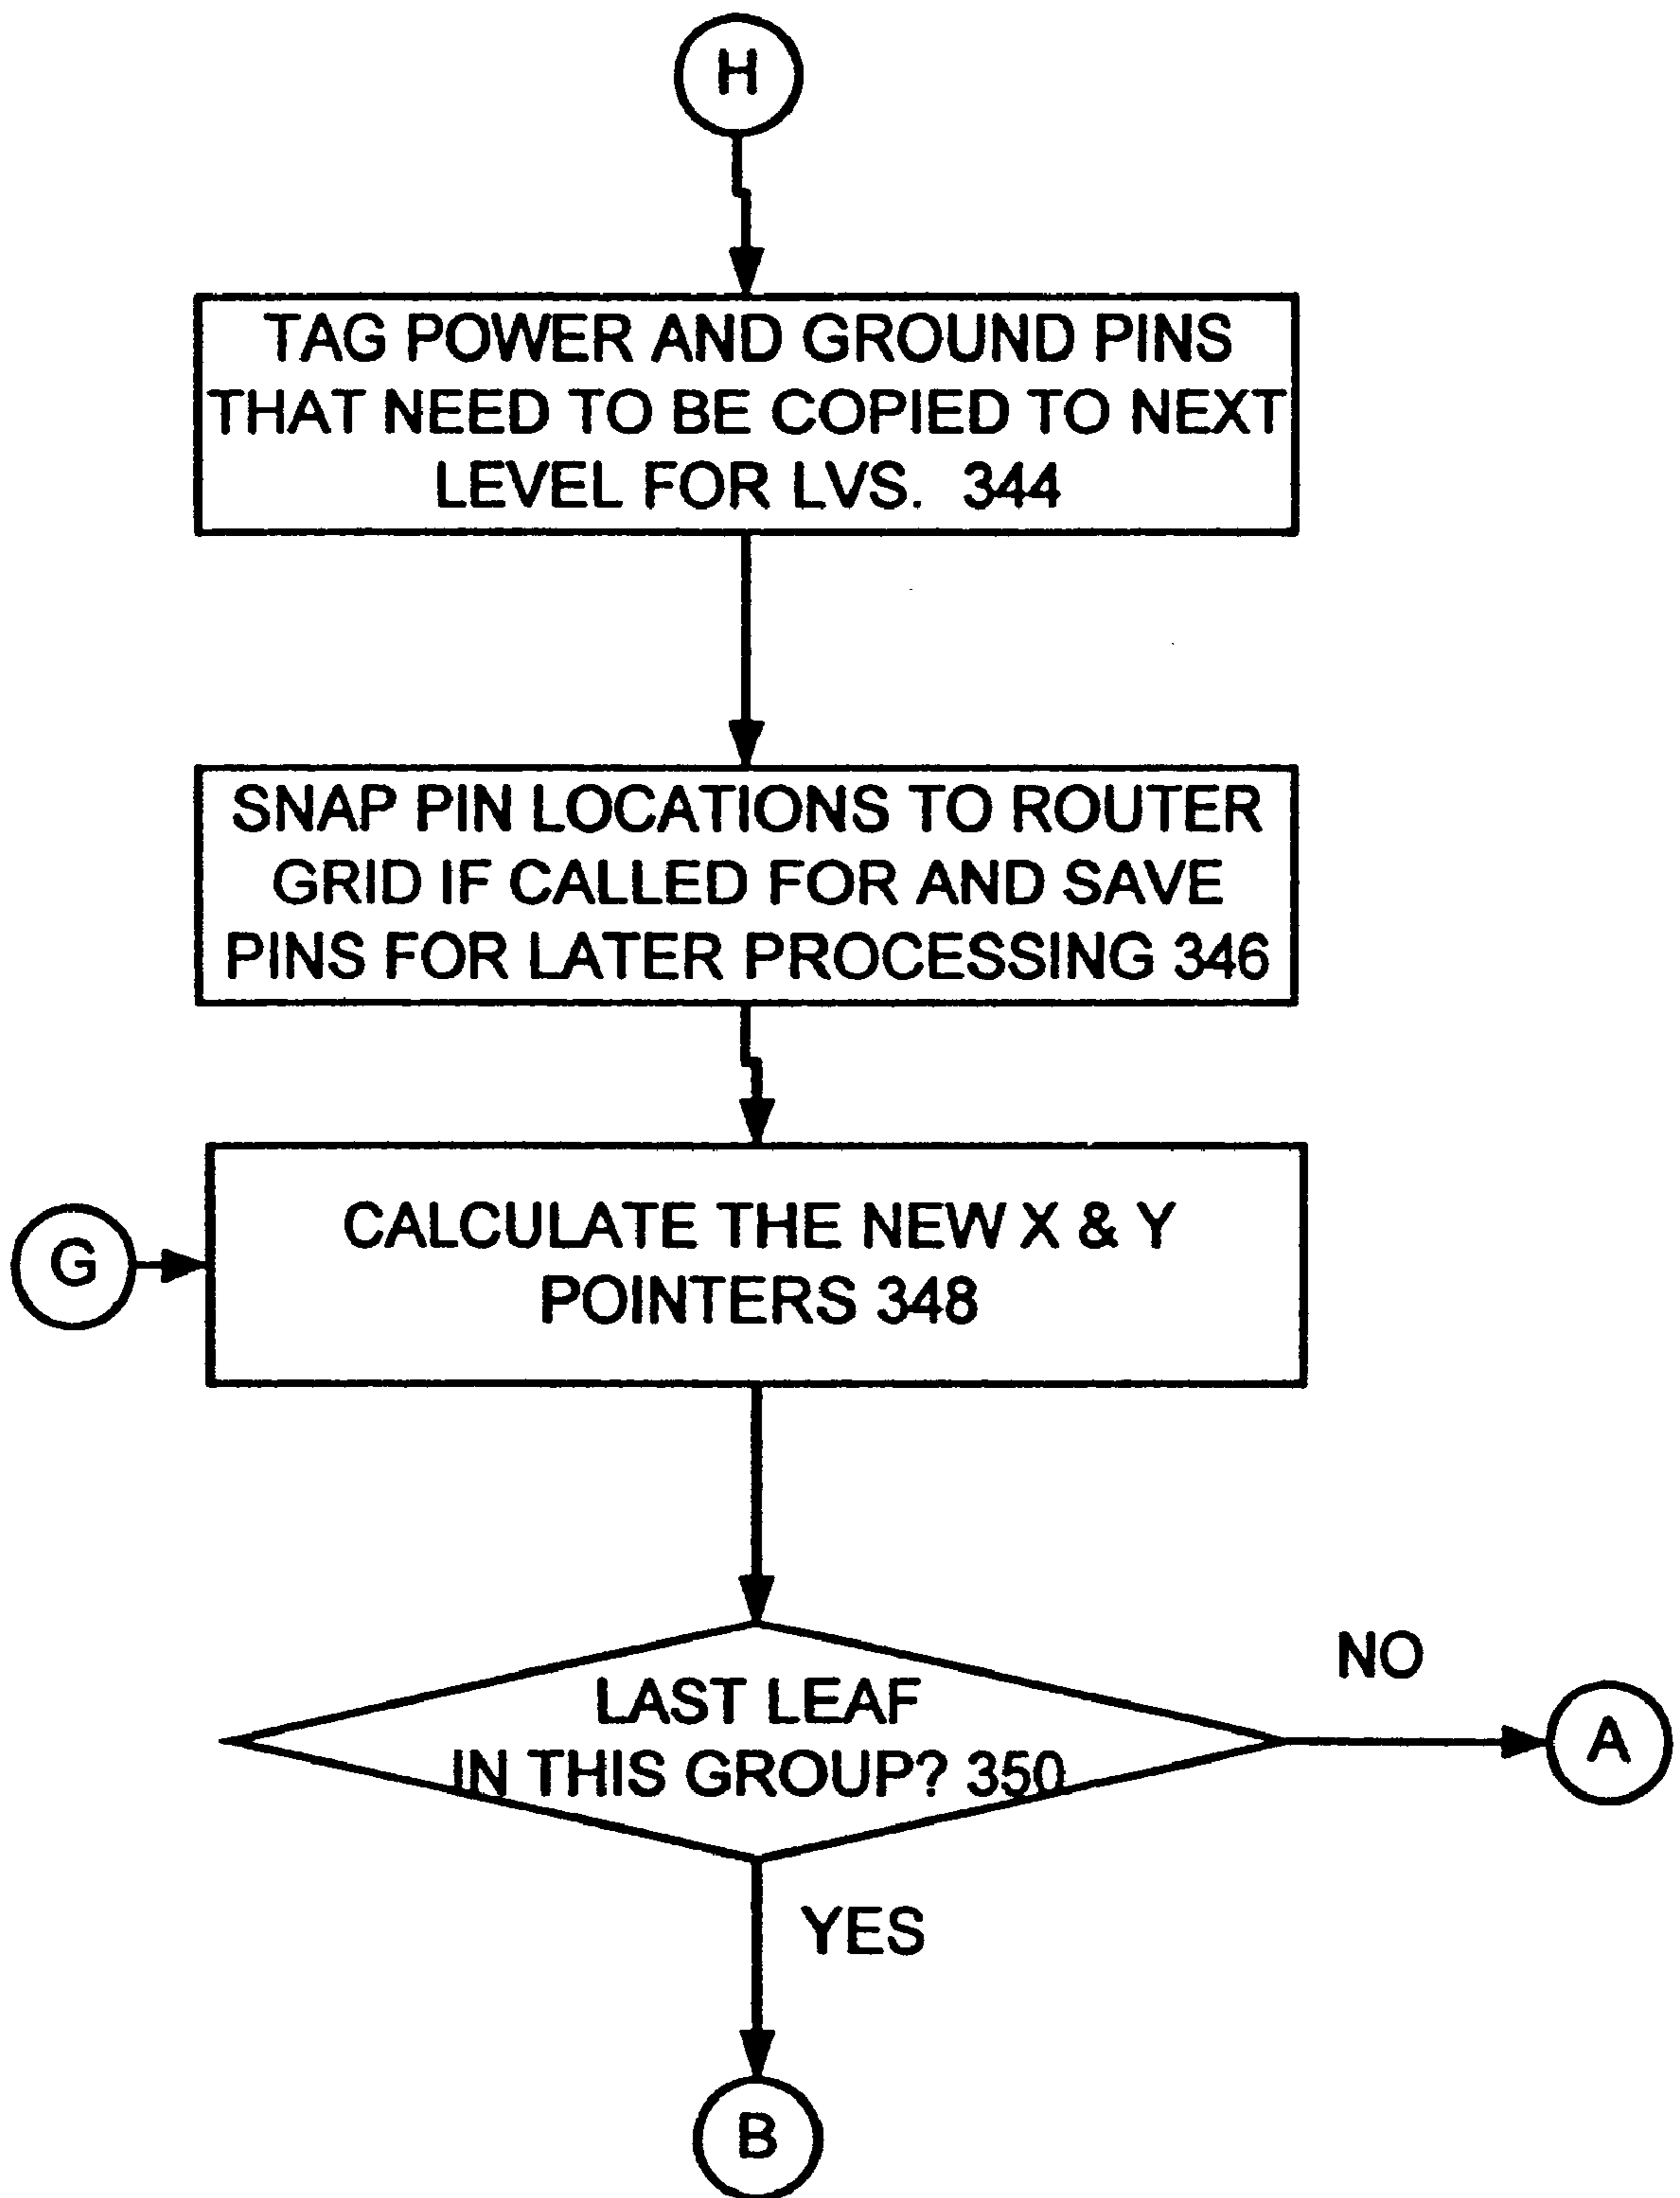 H
TAG POWER AND GROUND PINS
THAT NEED TO BE COPIED TO NEXT
LEVEL FOR LVS. 344
SNAP PIN LOCATIONS TO ROUTER
GRID IF CALLED FOR AND SAVE
PINS FOR LATER PROCESSING 346
G
CALCULATE THE NEW X & Y
POINTERS 348
LAST LEAF
IN THIS GROUP? 350
NO
A
YES
B